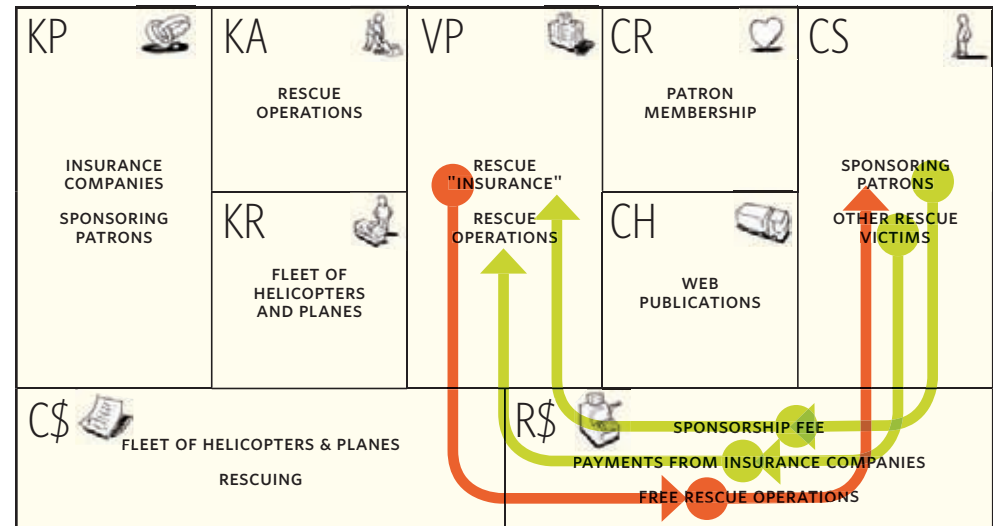 KP
INSURANCE
COMPANIES
SPONSORING
PATRONS
KA
RESCUE
OPERATIONS
KR
FLEET OF
HELICOPTERS
AND PLANES
VP
RESCUE
"INSURANCE"
RESCUE
OPERATIONS
CR
PATRON
MEMBERSHIP
CH
WEB
PUBLICATIONS
CS
SPONSORING
PATRONS
OTHER RESCUE
VICTIMS
C$
FLEET OF HELICOPTERS & PLANES
RESCUING
R$
SPONSORSHIP FEE
PAYMENTS FROM INSURANCE COMPANIES
FREE RESCUE OPERATIONS